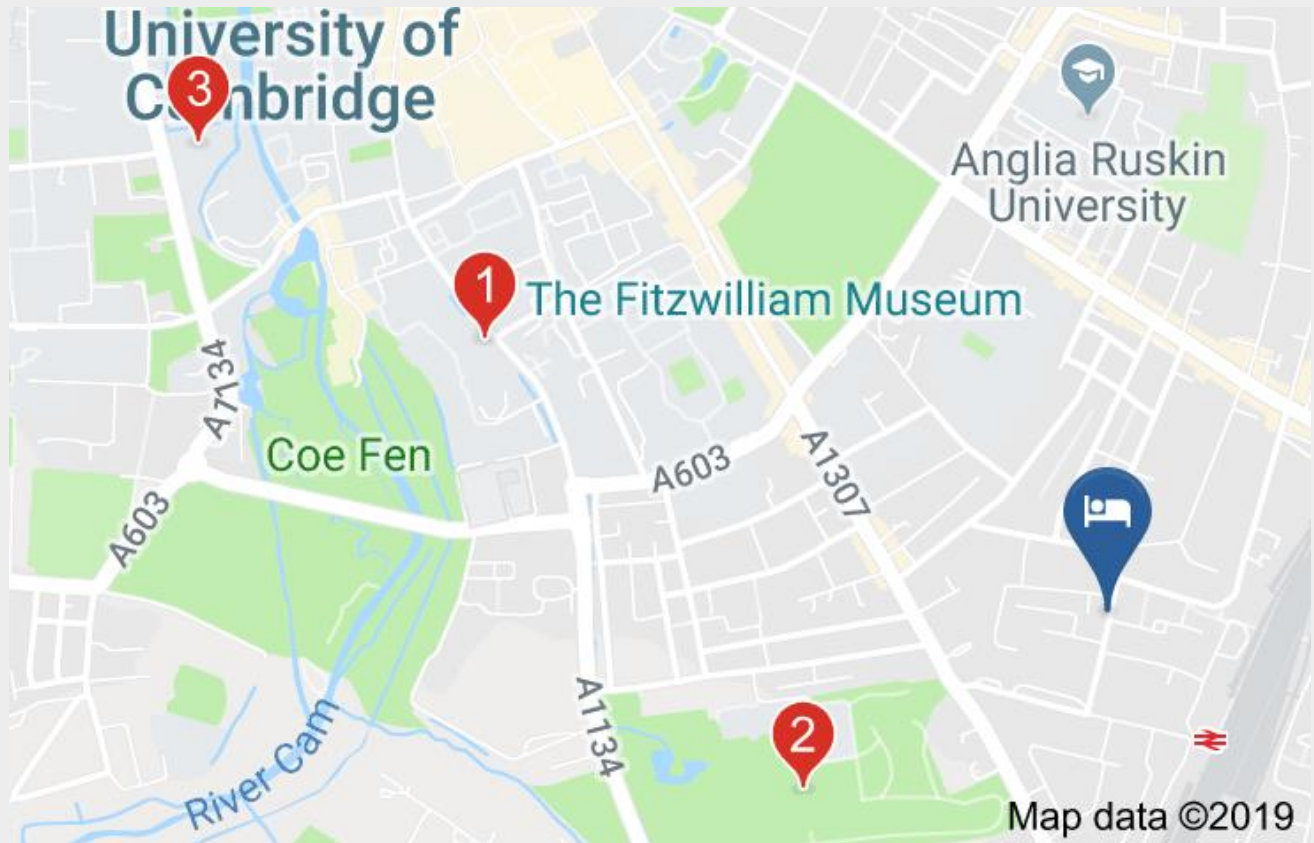 University of
Cambridge
3
Anglia Ruskin
University
1
The Fitzwilliam Museum
A1134
Coe Fen
A603
A1307
A603
A1134
2
River Cam
Map data ©2019